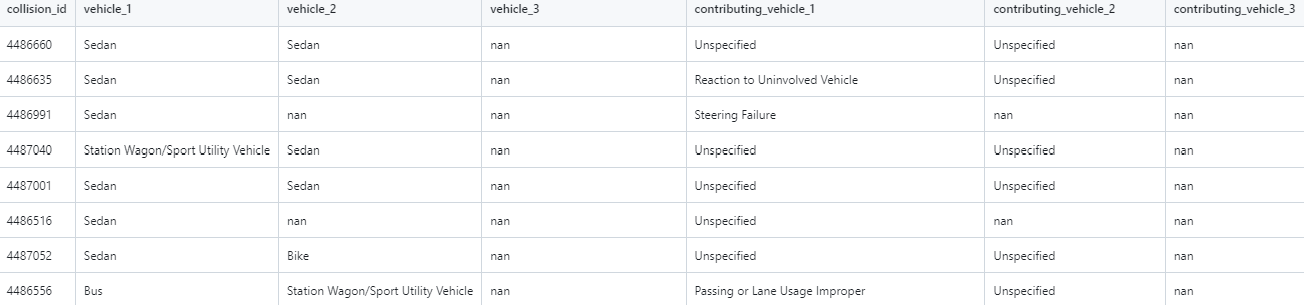 collision_id vehicle_1 vehicle_2 vehicle_3 contributing_vehicle_1 contributing_vehicle_2 contributing_vehicle_3
4486660 Sedan Sedan nan Unspecified Unspecified nan
4486635 Sedan Sedan nan Reaction to Uninvolved Vehicle Unspecified nan
4486991 Sedan nan nan Steering Failure nan nan
4487040 Station Wagon/Sport Utility Vehicle Sedan nan Unspecified Unspecified nan
4487001 Sedan Sedan nan Unspecified Unspecified nan
4486516 Sedan nan nan Unspecified nan nan
4487052 Sedan Bike nan Unspecified Unspecified nan
4486556 Bus Station Wagon/Sport Utility Vehicle nan Passing or Lane Usage Improper Unspecified nan